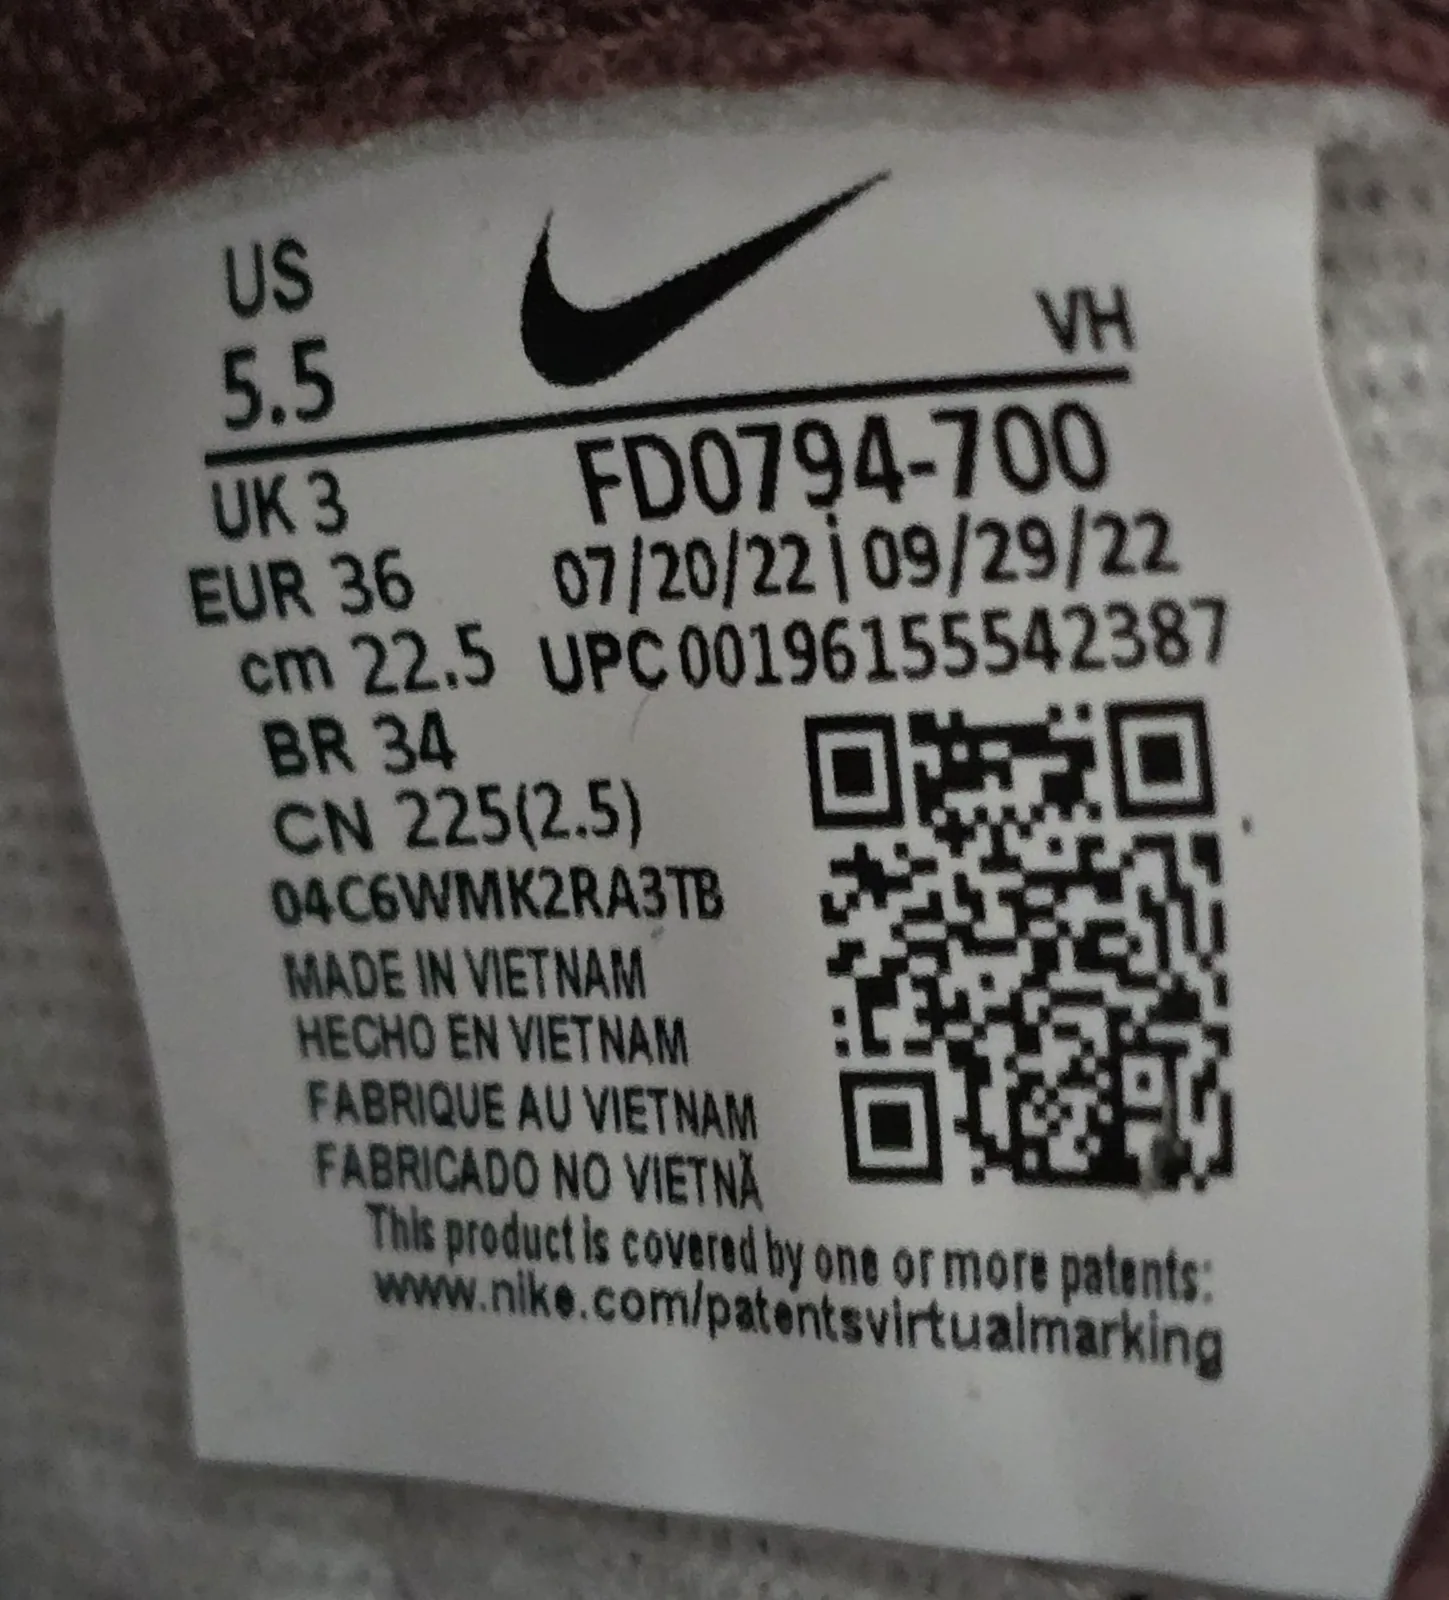 US
5.5
VH
UK 3
FD0794-700
EUR 36
07/20/22 | 09/29/22
cm 22.5
UPC 00196155542387
BR 34
CN 225(2.5)
04C6WMK2RA3TB
MADE IN VIETNAM
HECHO EN VIETNAM
FABRIQUE AU VIETNAM
FABRICADO NO VIETNÃ
This product is covered by one or more patents:
www.nike.com/patentsvirtualmarking